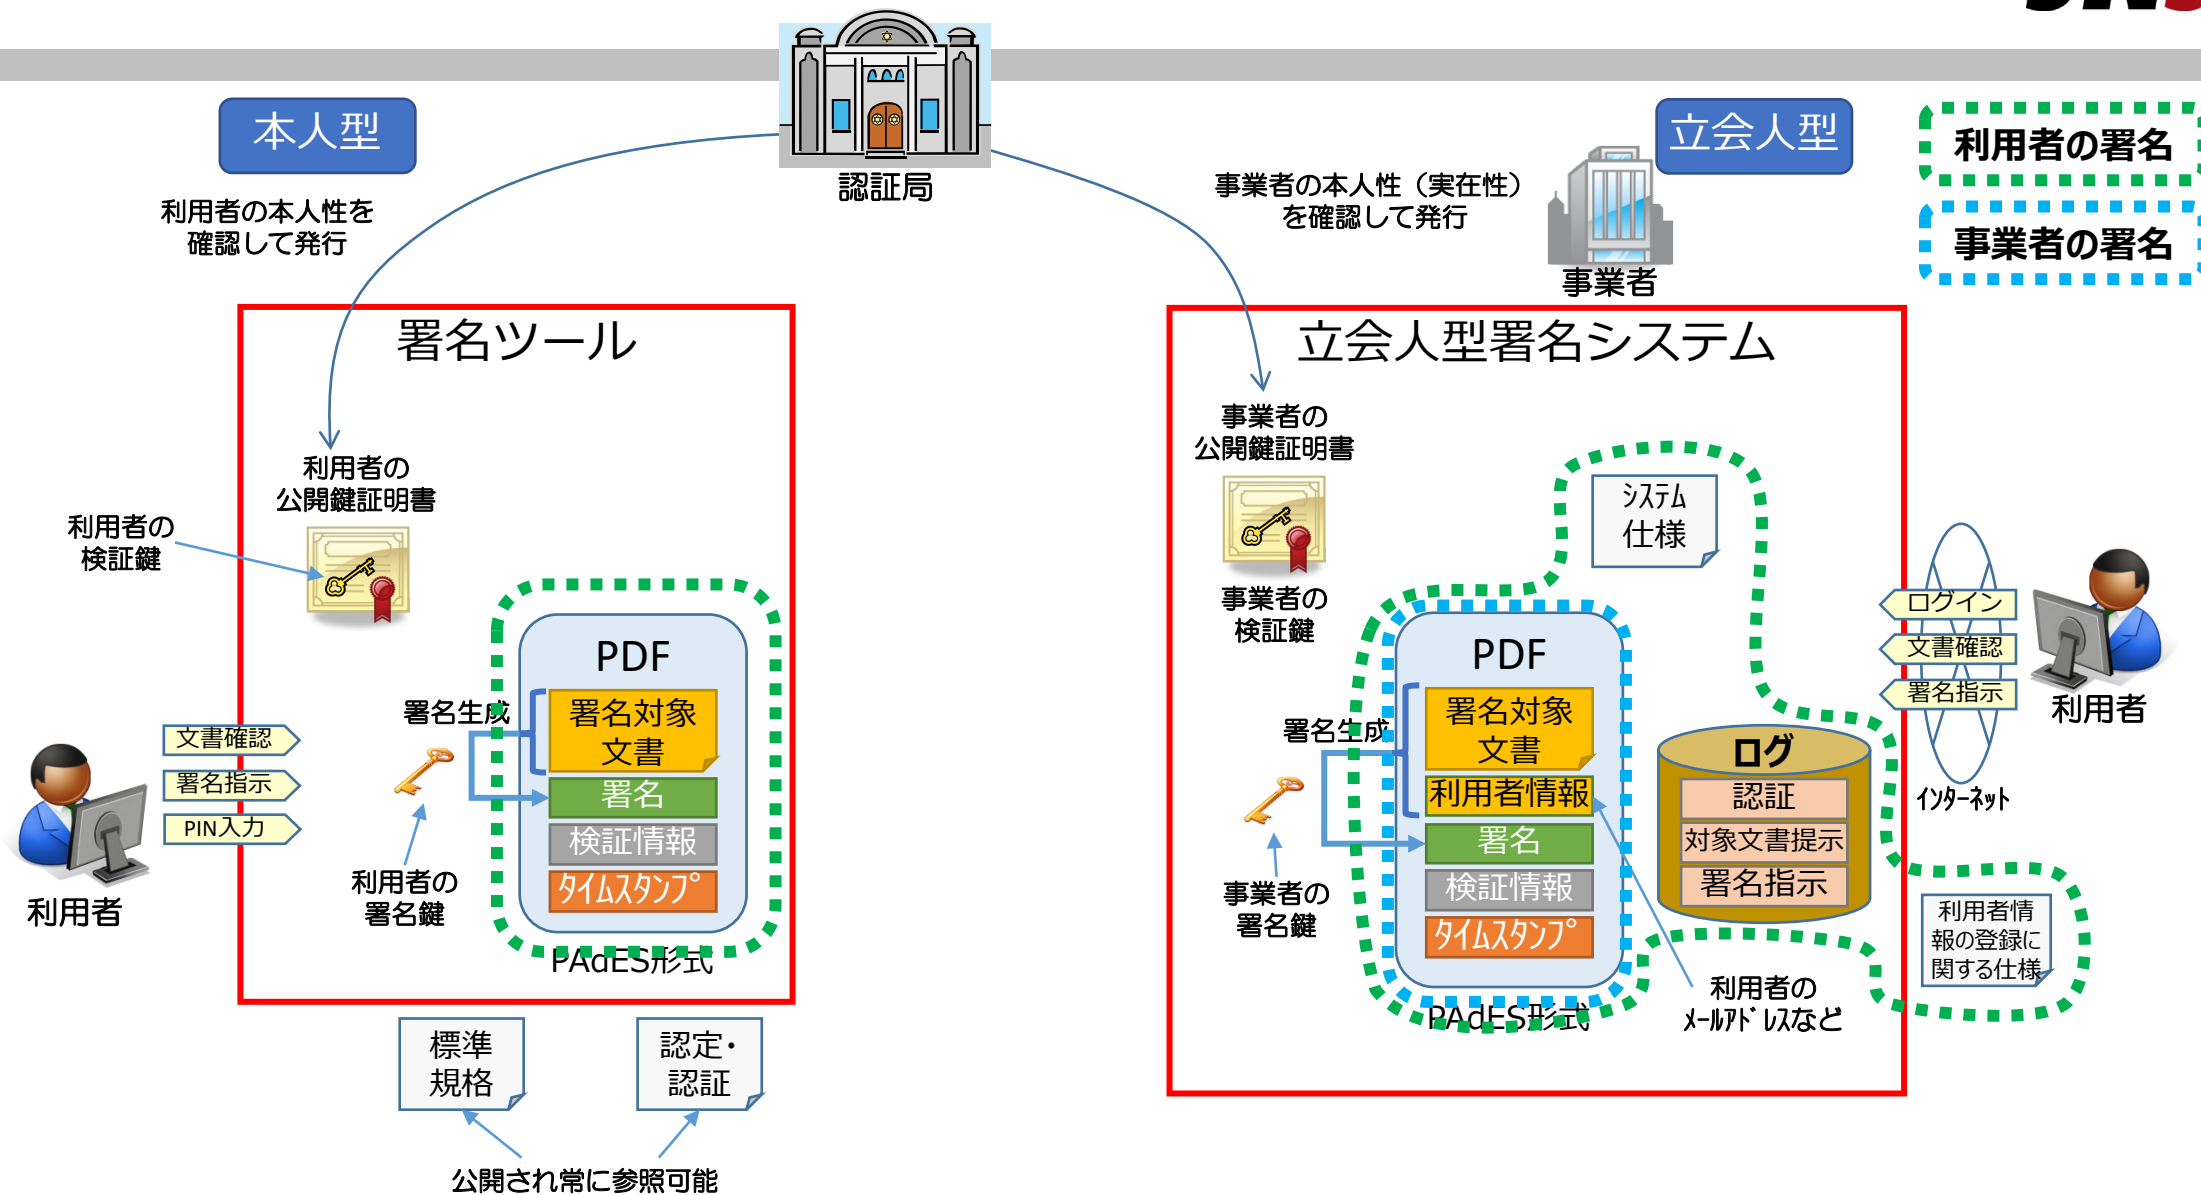 本人型
利用者の本人性を
確認して発行
認証局
事業者の本人性（実在性）
を確認して発行
事業者
立会人型
利用者の署名
事業者の署名
署名ツール
利用者の
公開鍵証明書
利用者の
検証鍵
文書確認
署名指示
PIN入力
利用者
署名生成
利用者の
署名鍵
PDF
署名対象
文書
署名
検証情報
ﾀｲﾑｽﾀﾝﾌﾟ
PAdES形式
標準
規格
認定・
認証
公開され常に参照可能
立会人型署名システム
事業者の
公開鍵証明書
事業者の
検証鍵
署名生成
事業者の
署名鍵
PDF
署名対象
文書
利用者情報
署名
検証情報
ﾀｲﾑｽﾀﾝﾌﾟ
PAdES形式
ｼｽﾃﾑ
仕様
ログ
認証
対象文書提示
署名指示
利用者の
ﾒｰﾙｱﾄﾞﾚｽなど
ログイン
文書確認
署名指示
利用者
ｲﾝﾀｰﾈｯﾄ
利用者情
報の登録に
関する仕様